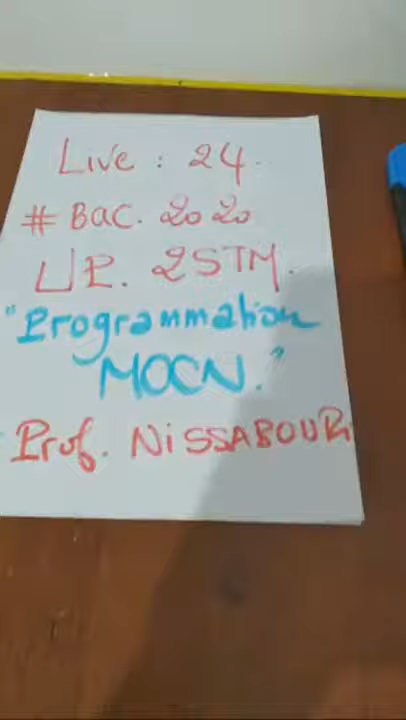 Live : 24.
# Bac. 2020
UP. 2STM.
"Programmation
MOCN."
Prof. NiSSABOURi